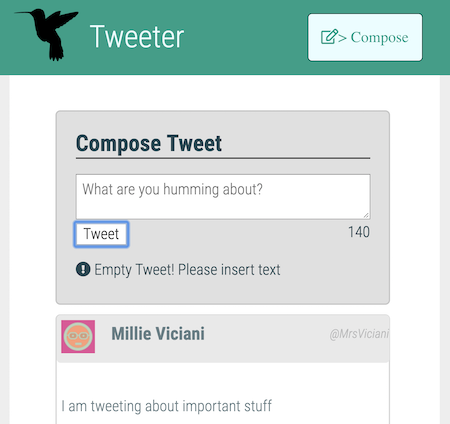 Tweeter
> Compose
Compose Tweet
What are you humming about?
Tweet
140
Empty Tweet! Please insert text
Millie Viciani
@MrsViciani
I am tweeting about important stuff